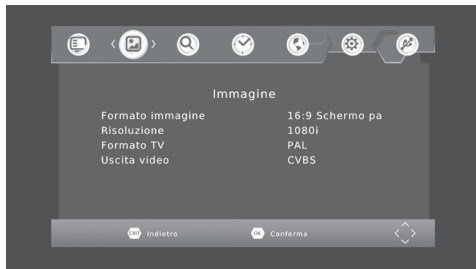 Immagine
Formato immagine 16:9 Schermo pa
Risoluzione 1080i
Formato TV PAL
Uscita video CVBS
EXIT Indietro OK Conferma